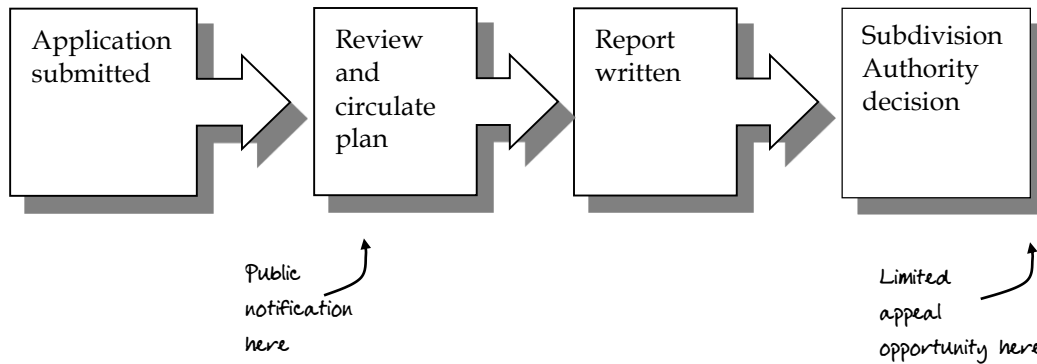 Application
submitted
Review
and
circulate
plan
Report
written
Subdivision
Authority
decision
Public
notification
here
Limited
appeal
opportunity here